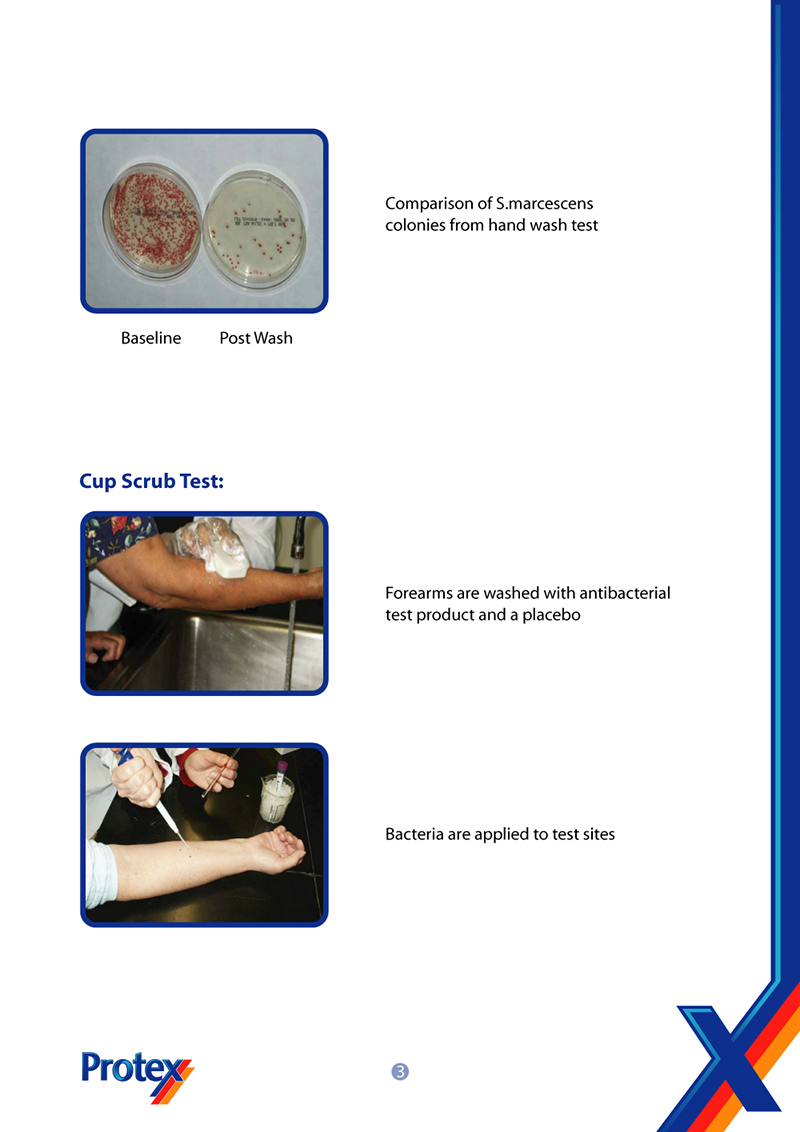 Comparison of S.marcescens
colonies from hand wash test
Baseline Post Wash
Cup Scrub Test:
Forearms are washed with antibacterial
test product and a placebo
Bacteria are applied to test sites
Protex
3
X